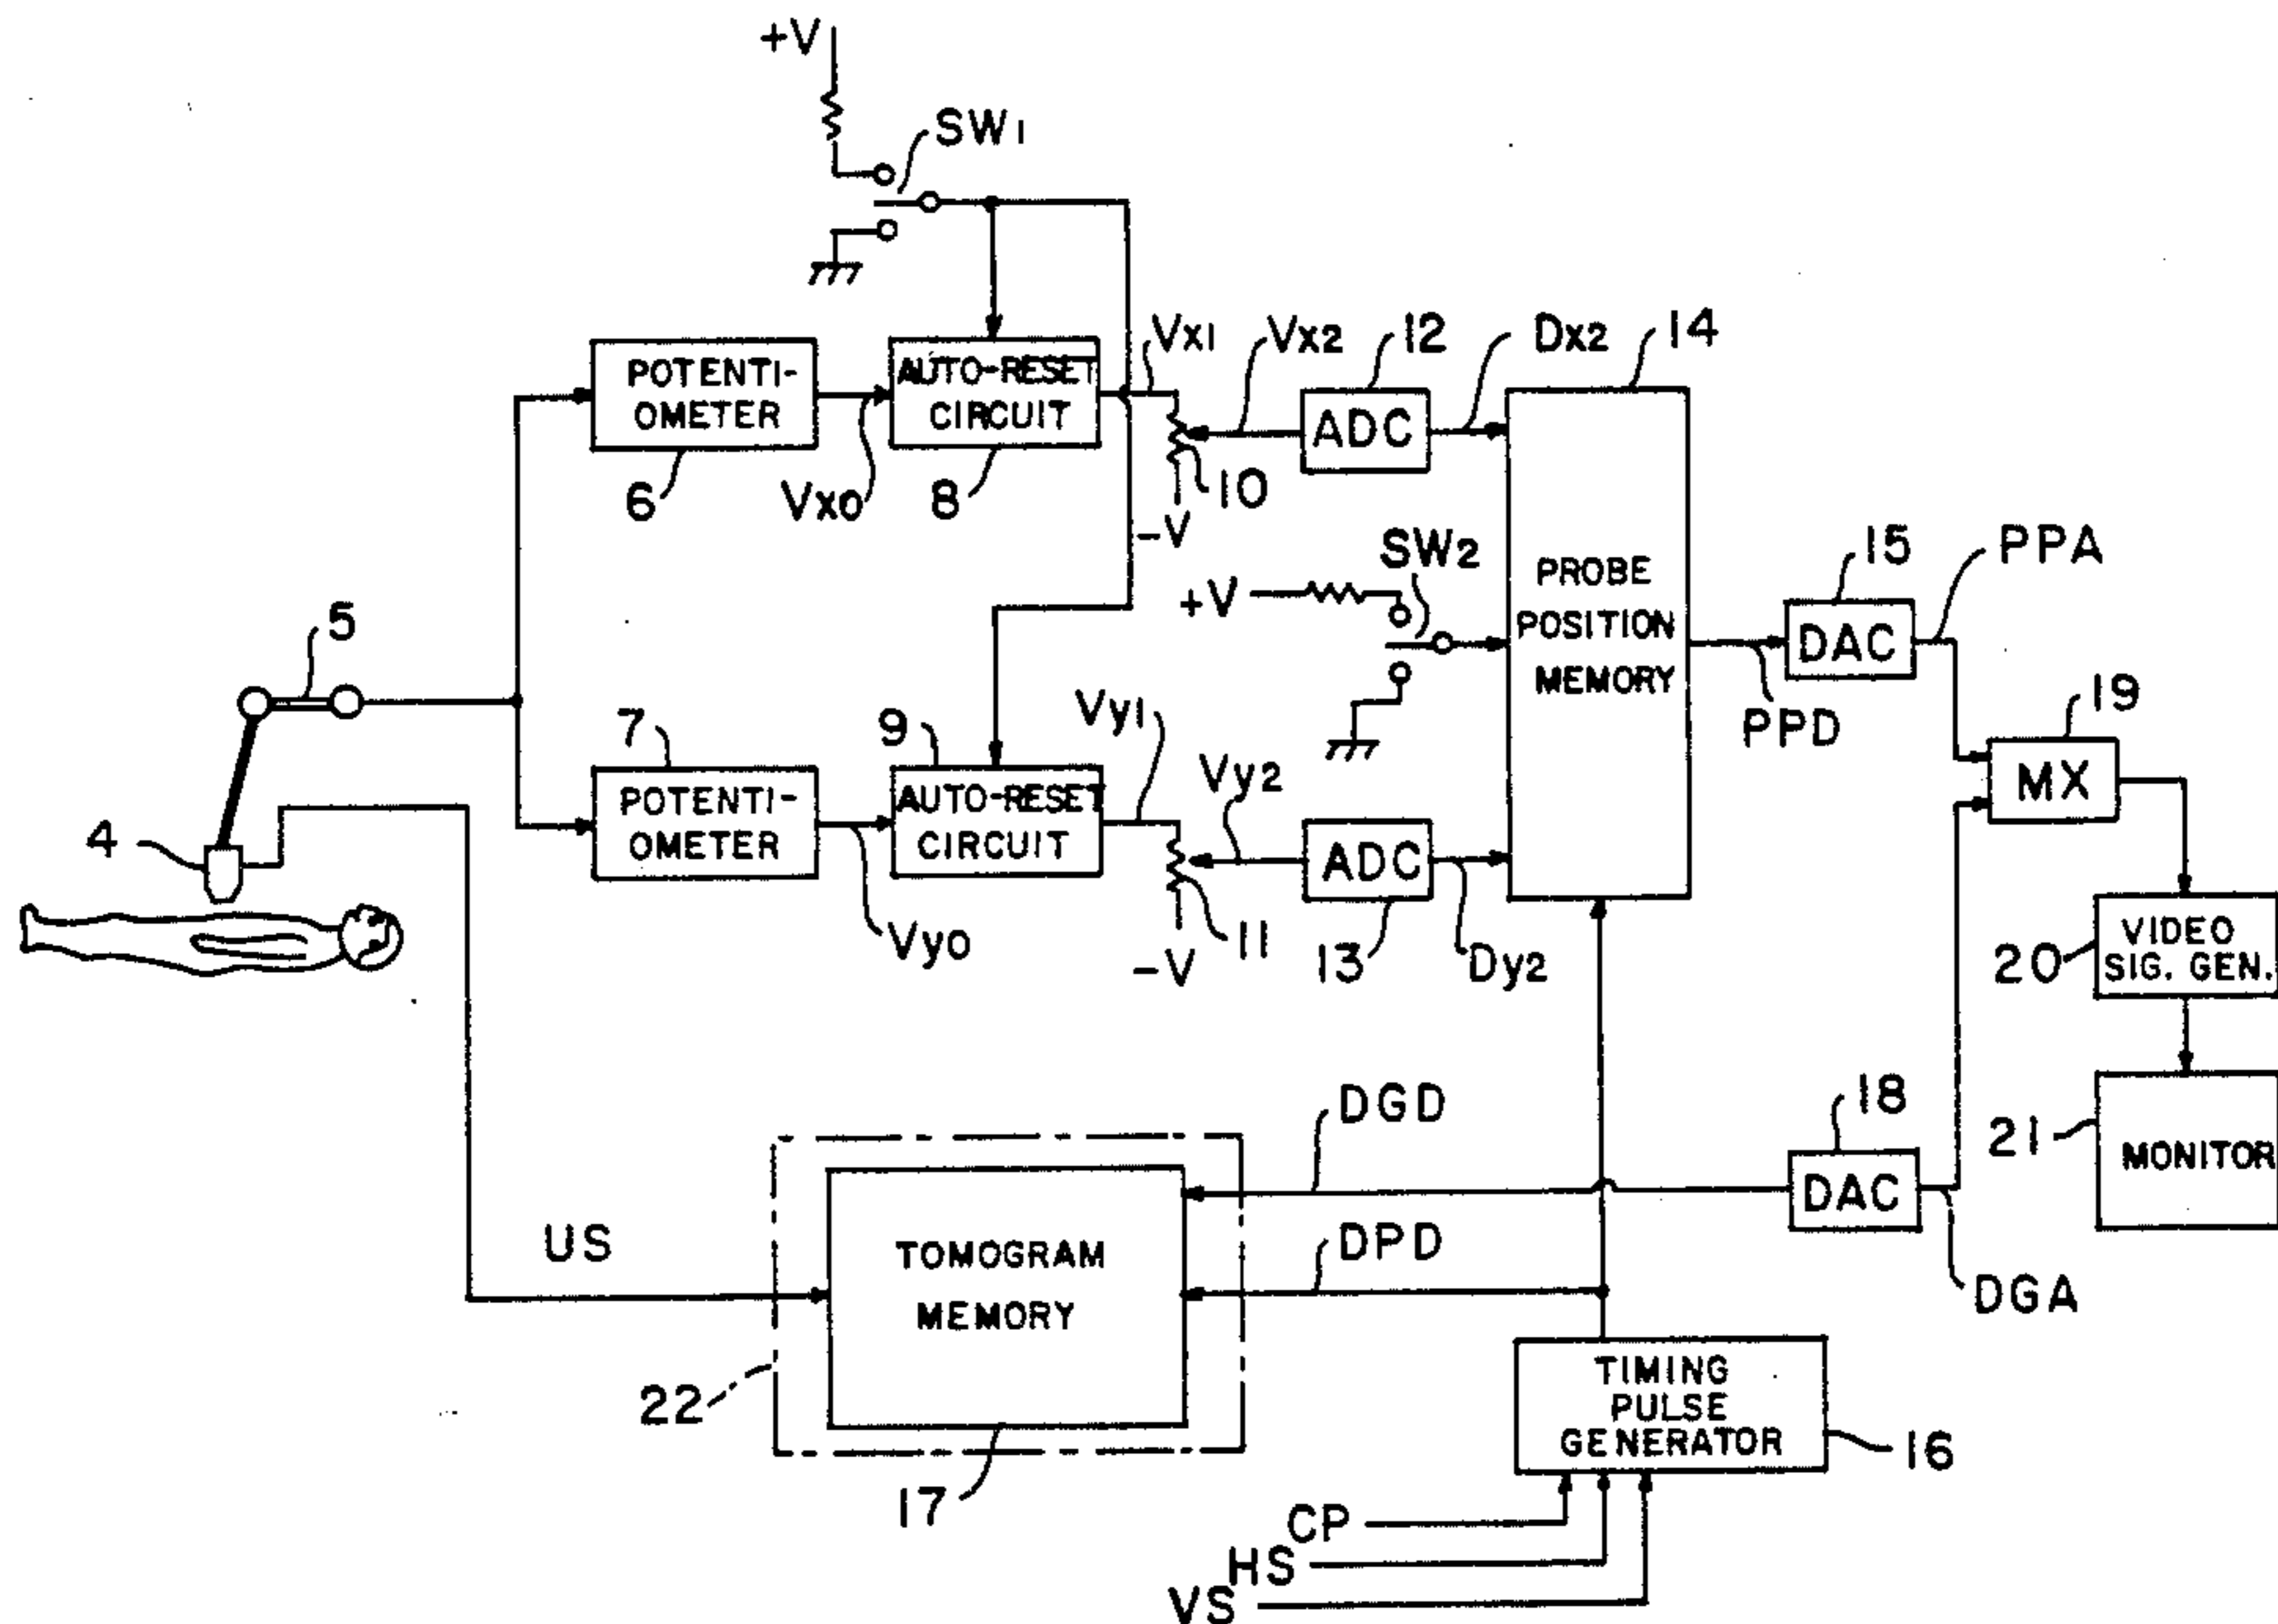 +V
SW1
Vx1
Vx2
12
Dx2
14
POTENTI-
OMETER
AUTO-RESET
CIRCUIT
ADC
6
Vx0
8
10
-V
SW2
+V
PROBE
POSITION
MEMORY
15
PPA
DAC
5
PPD
19
MX
7
9
Vy1
Vy2
POTENTI-
OMETER
AUTO-RESET
CIRCUIT
ADC
4
Vy0
11
-V
13
Dy2
20
VIDEO
SIG. GEN.
DGD
18
DAC
21
MONITOR
US
TOMOGRAM
MEMORY
DPD
DGA
22
17
TIMING
PULSE
GENERATOR
16
CP
HS
VS